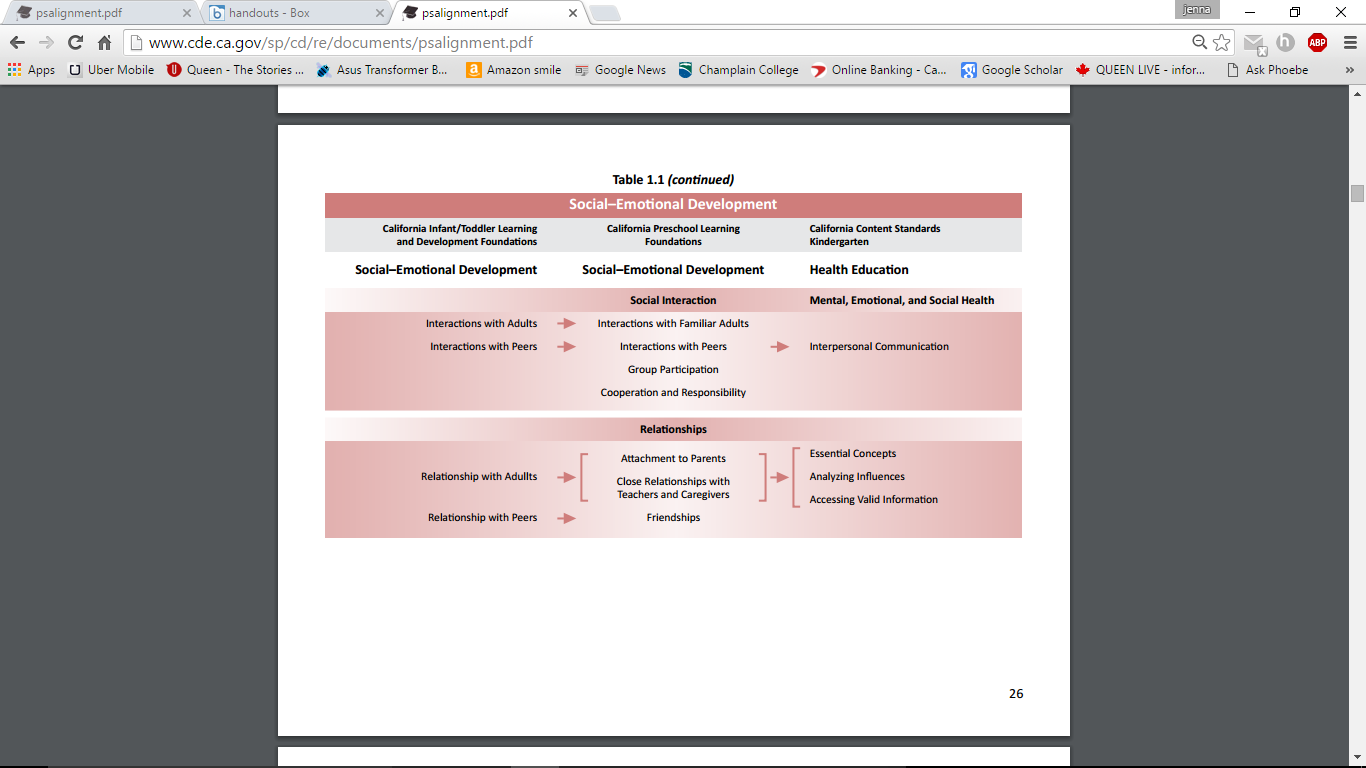 psalignment.pdf
handouts - Box
psalignment.pdf
jenna
www.cde.ca.gov/sp/cd/re/documents/psalignment.pdf
ABP
Apps
Uber Mobile
Queen - The Stories ...
Asus Transformer B...
Amazon smile
Google News
Champlain College
Online Banking - Ca...
Google Scholar
QUEEN LIVE - infor...
Ask Phoebe
»
Table 1.1 (continued)
Social–Emotional Development
California Infant/Toddler Learning
and Development Foundations
California Preschool Learning
Foundations
California Content Standards
Kindergarten
Social–Emotional Development
Social–Emotional Development
Health Education
Social Interaction
Mental, Emotional, and Social Health
Interactions with Adults
Interactions with Familiar Adults
Interactions with Peers
Interactions with Peers
Interpersonal Communication
Group Participation
Cooperation and Responsibility
Relationships
Relationship with Adullts
Attachment to Parents
Close Relationships with
Teachers and Caregivers
Essential Concepts
Analyzing Influences
Accessing Valid Information
Relationship with Peers
Friendships
26